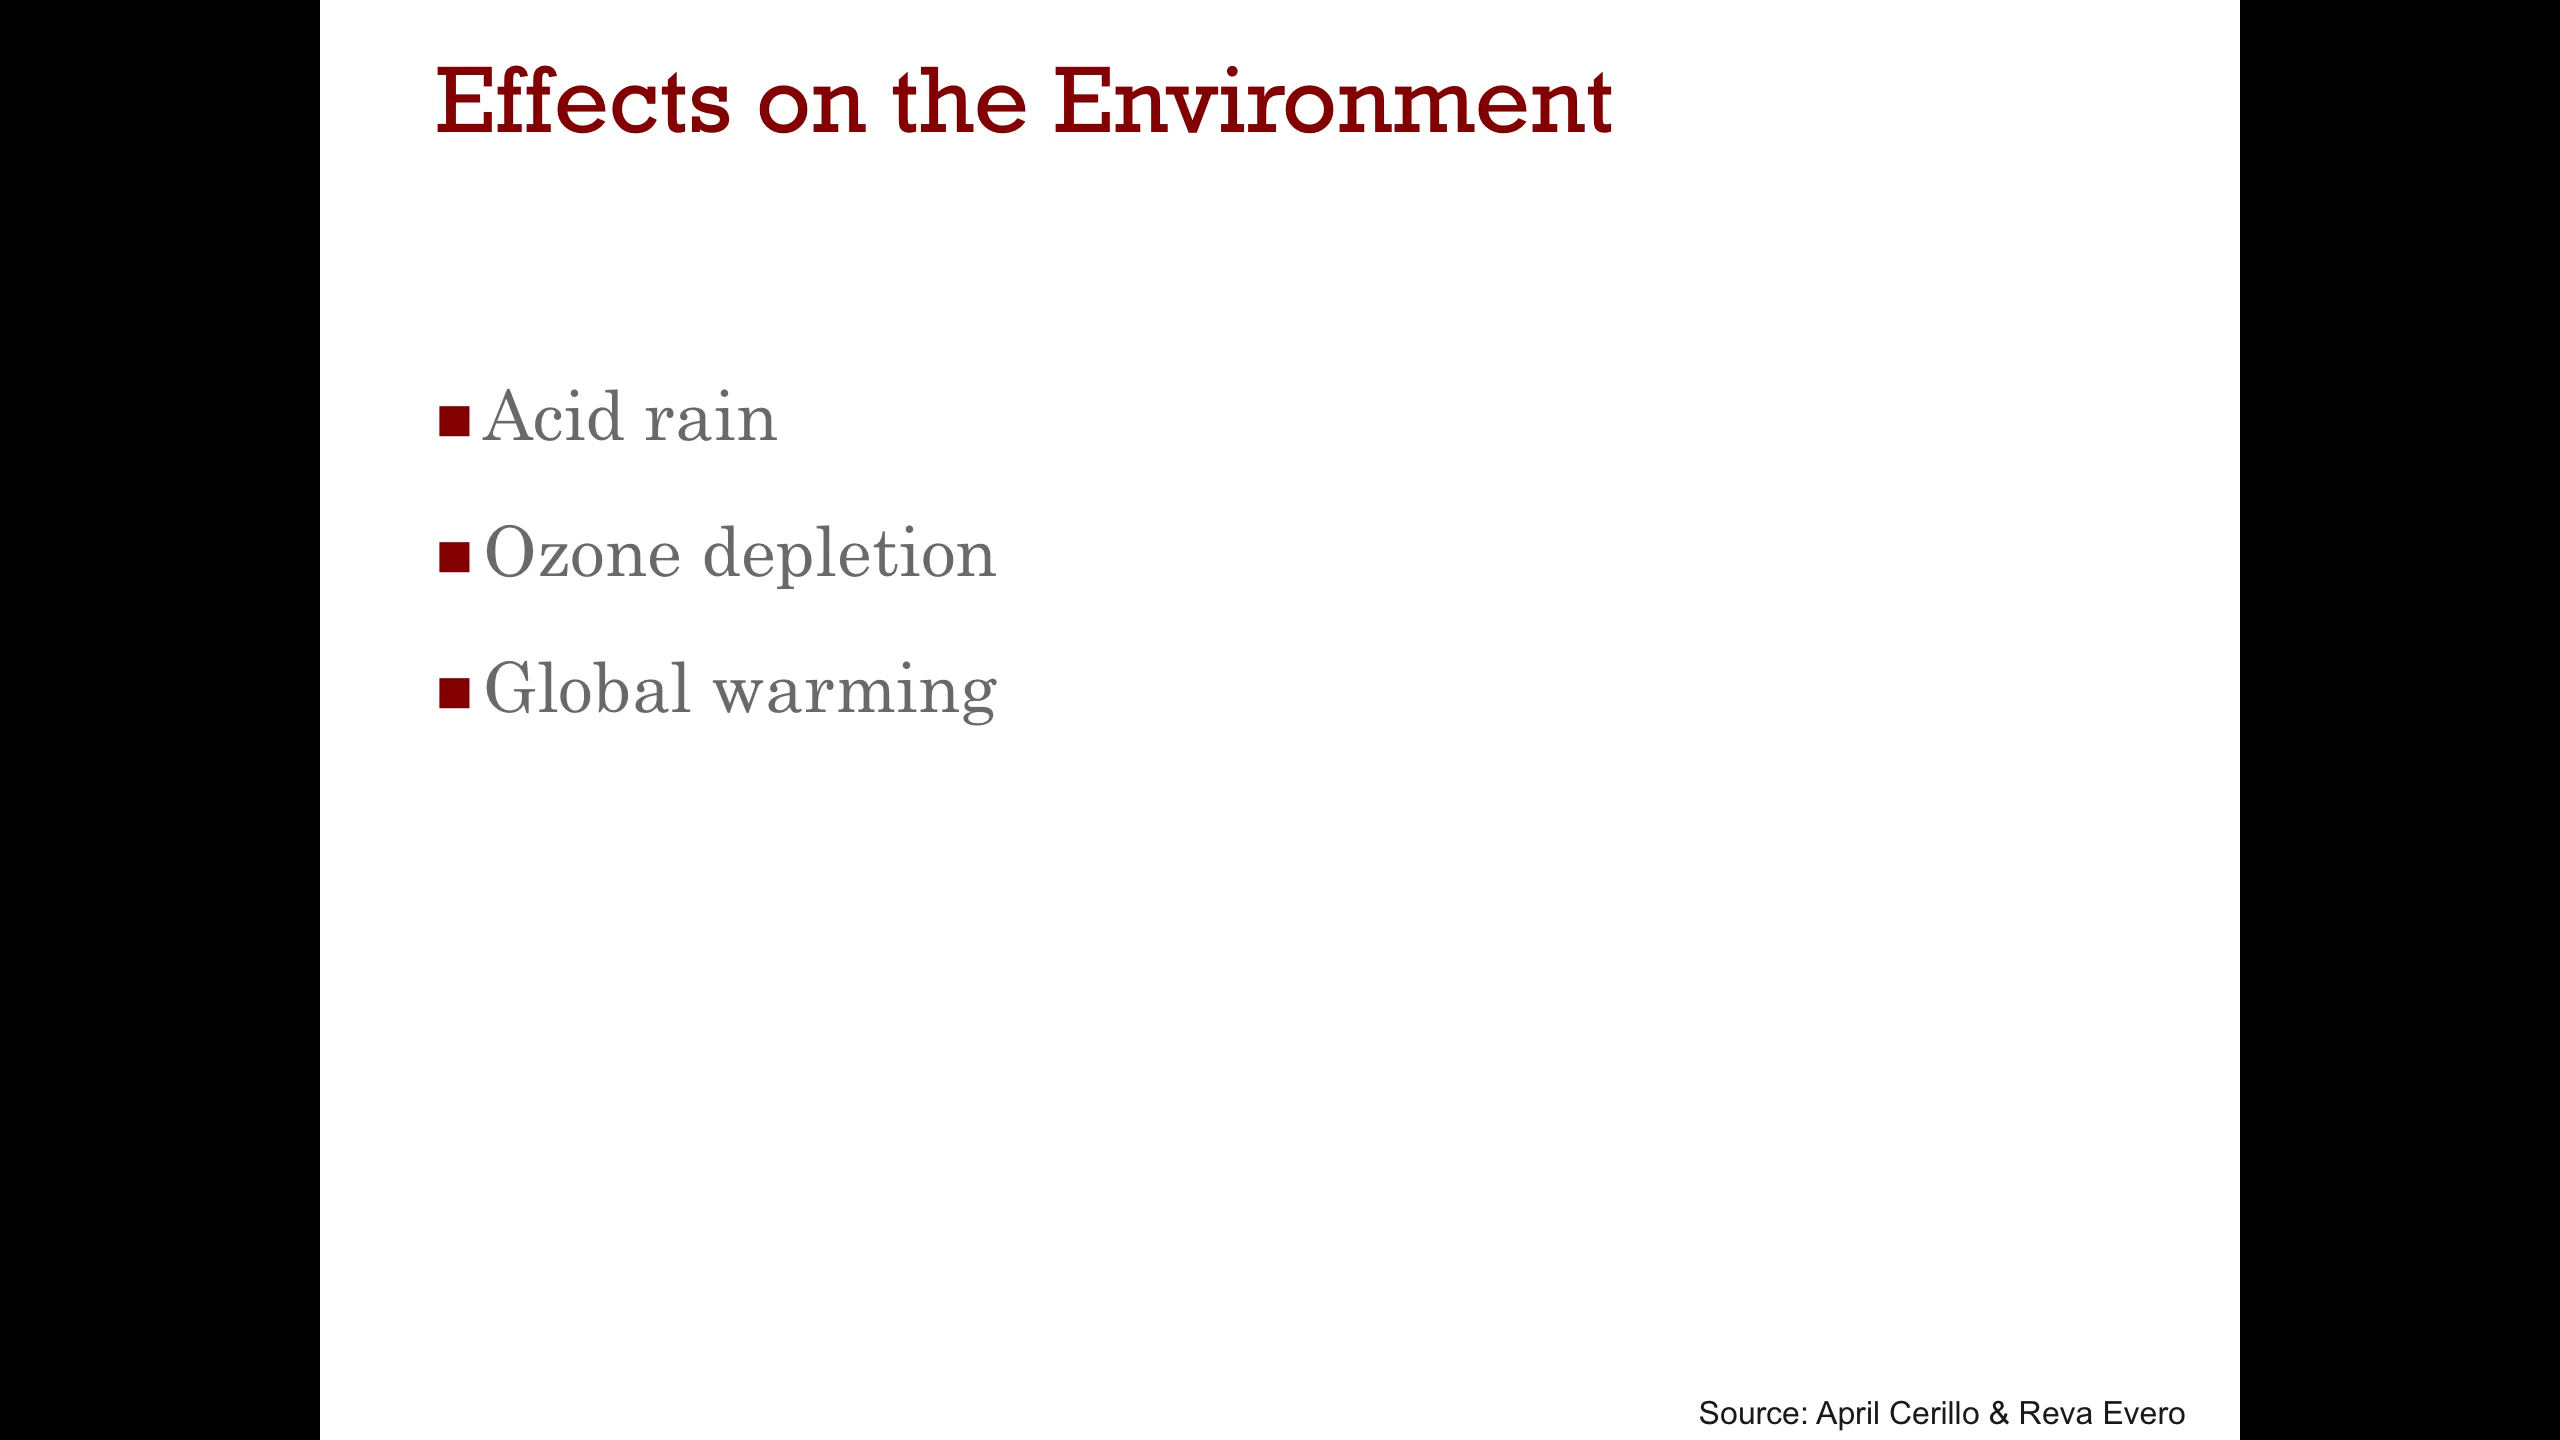 Effects on the Environment
Acid rain
Ozone depletion
Global warming
Source: April Cerillo & Reva Evero